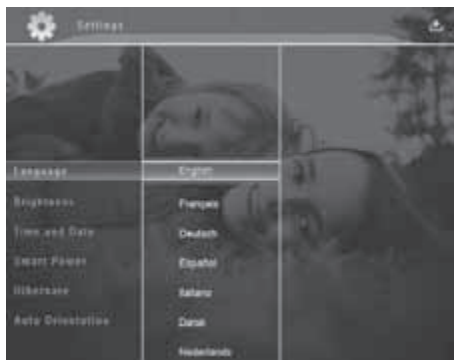 Settings
Language
English
Brightness
Français
Time and Date
Deutsch
Smart Power
Español
Hibernate
Italiano
Auto Orientation
Dansk
Nederlands